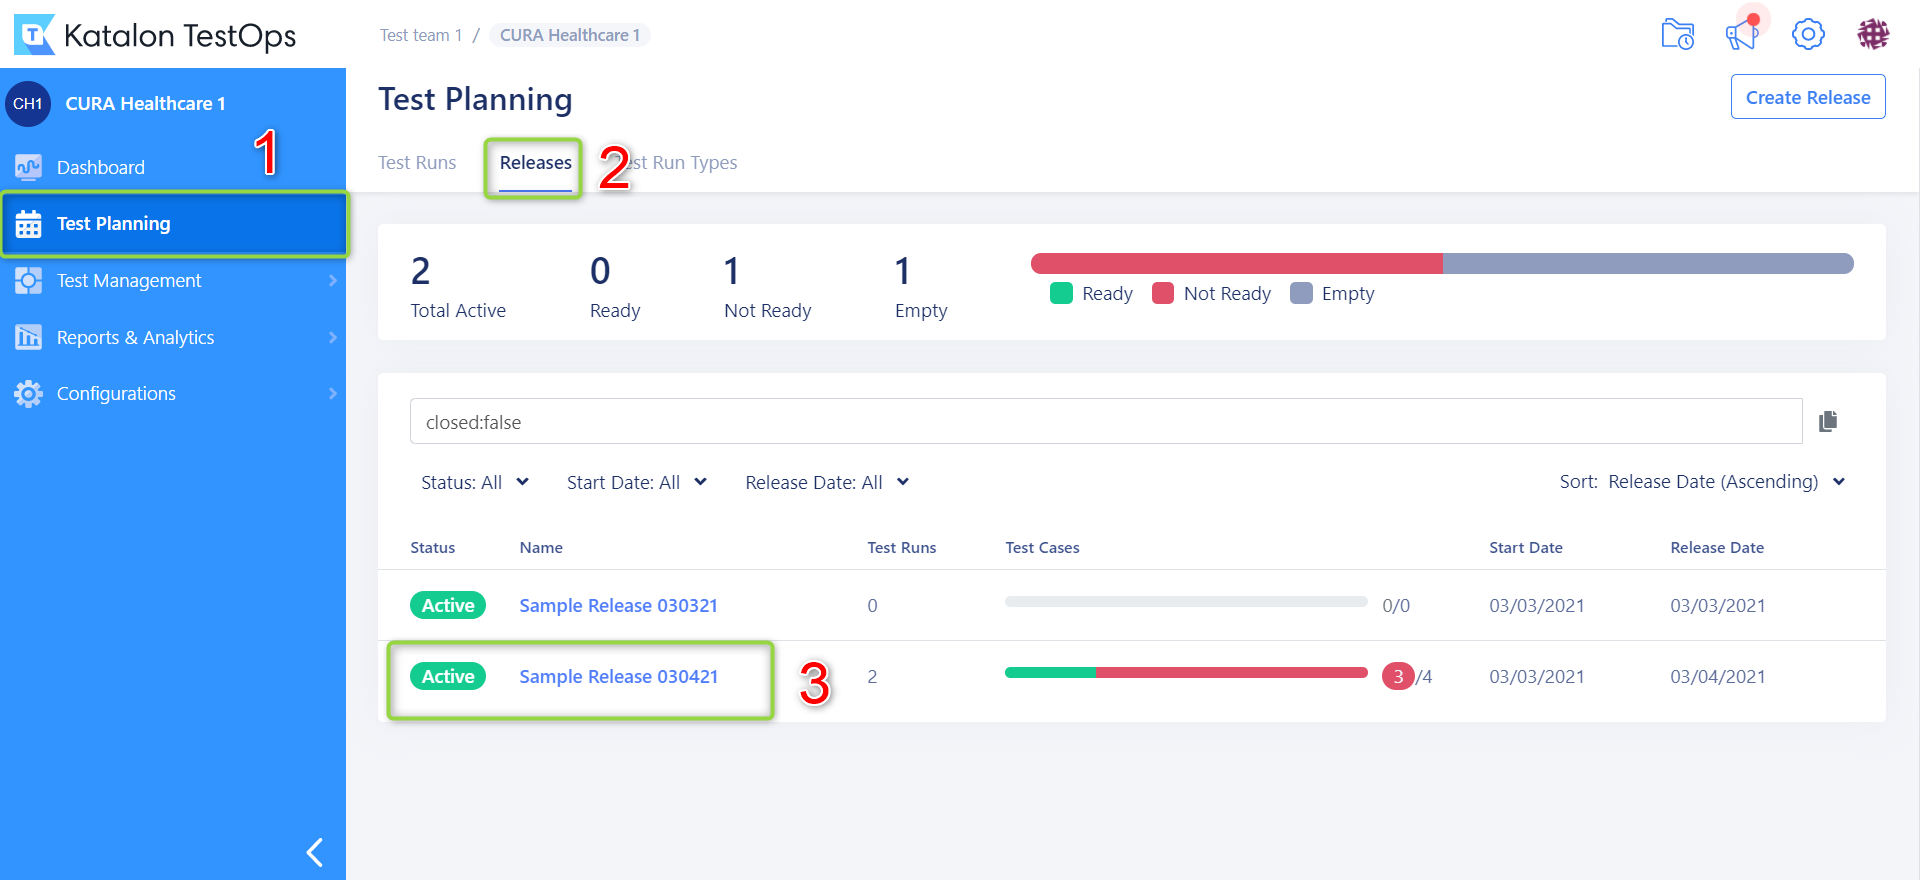 Katalon TestOps
Test team 1 / CURA Healthcare 1
CH1 CURA Healthcare 1
1
Dashboard
Test Planning
Test Management
Reports & Analytics
Configurations
Test Planning
Create Release
Test Runs Releases 2 est Run Types
2 0 1 1
Total Active Ready Not Ready Empty
Ready Not Ready Empty
closed:false
Status: All Start Date: All Release Date: All Sort: Release Date (Ascending)
Status Name Test Runs Test Cases Start Date Release Date
Active Sample Release 030321 0 0/0 03/03/2021 03/03/2021
Active Sample Release 030421 3 2 3/4 03/03/2021 03/04/2021